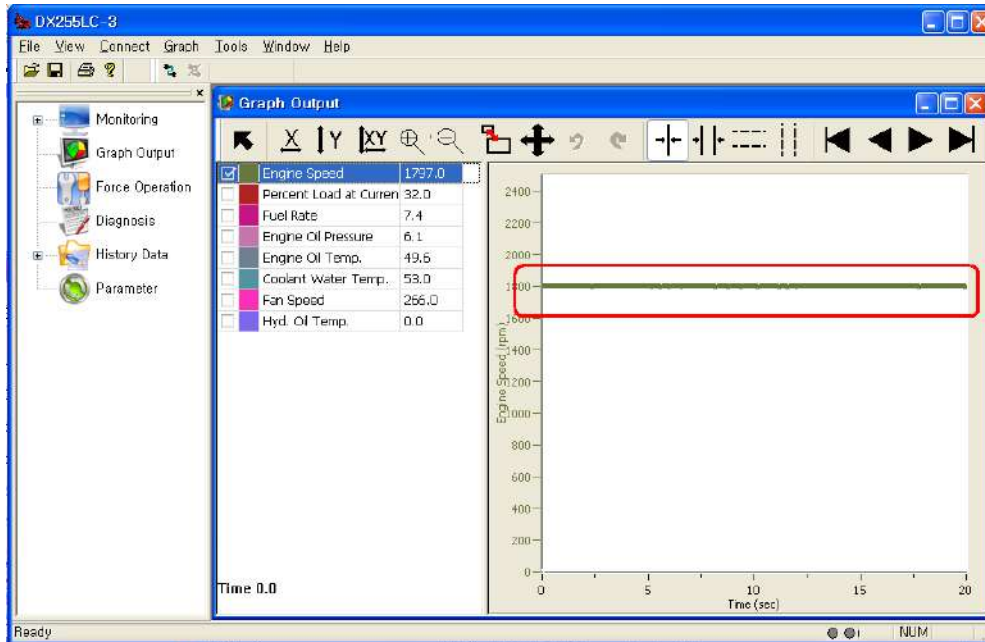 DX255LC-3
File View Connect Graph Tools Window Help
Monitoring
Graph Output
Force Operation
Diagnosis
History Data
Parameter
Graph Output
X Y XY
Engine Speed 1797.0
Percent Load at Curren 32.0
Fuel Rate 7.4
Engine Oil Pressure 6.1
Engine Oil Temp. 49.6
Coolant Water Temp. 53.0
Fan Speed 266.0
Hyd. Oil Temp. 0.0
Time 0.0
2400
2200
2000
1800
1600
1400
1200
1000
800
600
400
200
0
Engine Speed (rpm)
0 5 10 15 20
Time (sec)
Ready
NUM